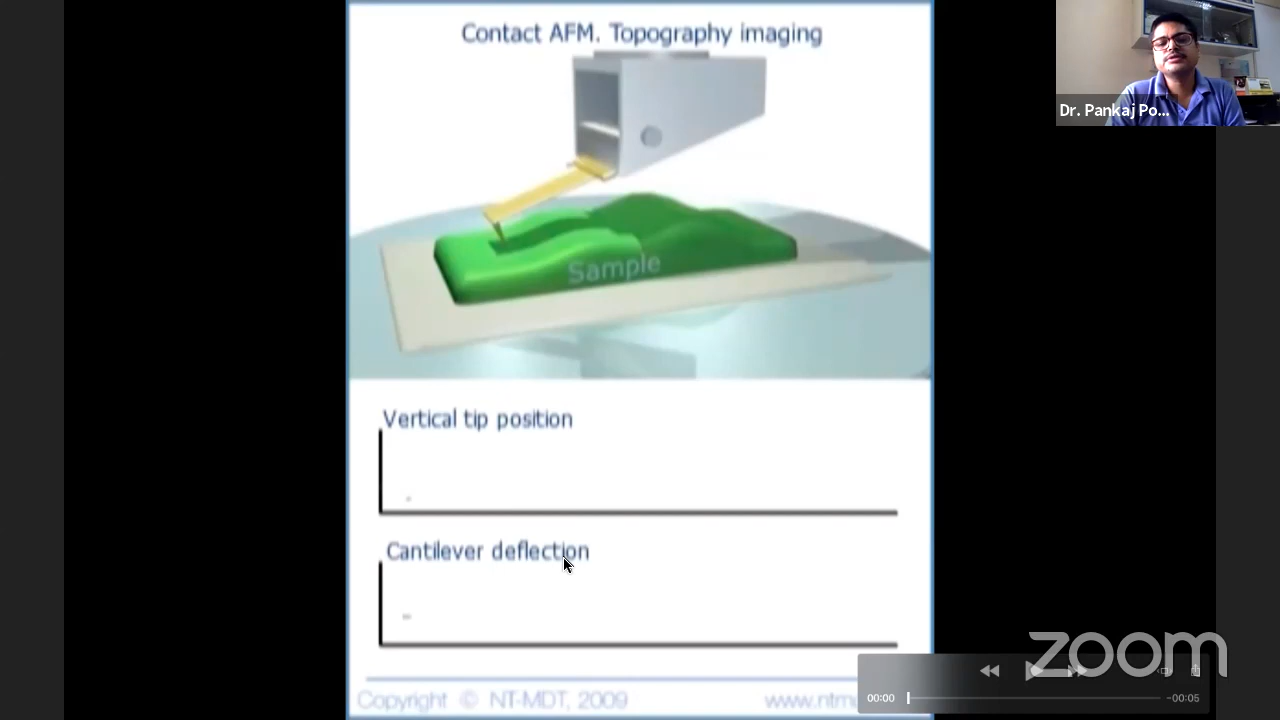 Contact AFM. Topography imaging
Dr. Pankaj Po...
Sample
Vertical tip position
Cantilever deflection
zoom
00:00
-00:05
Copyright © NT-MDT, 2009